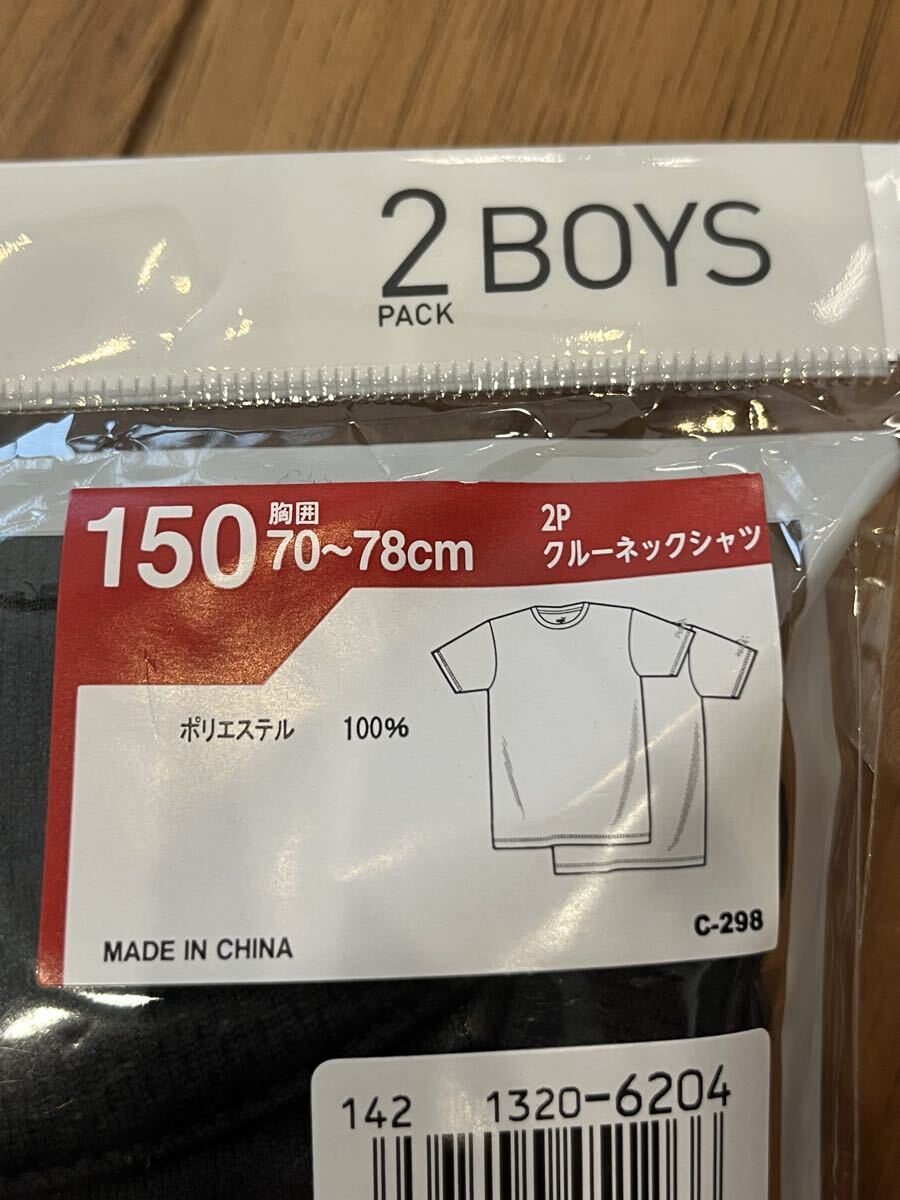 2 BOYS
PACK
150 胸囲 70~78cm
2P
クルーネックシャツ
ポリエステル 100%
MADE IN CHINA
C-298
142 1320-6204